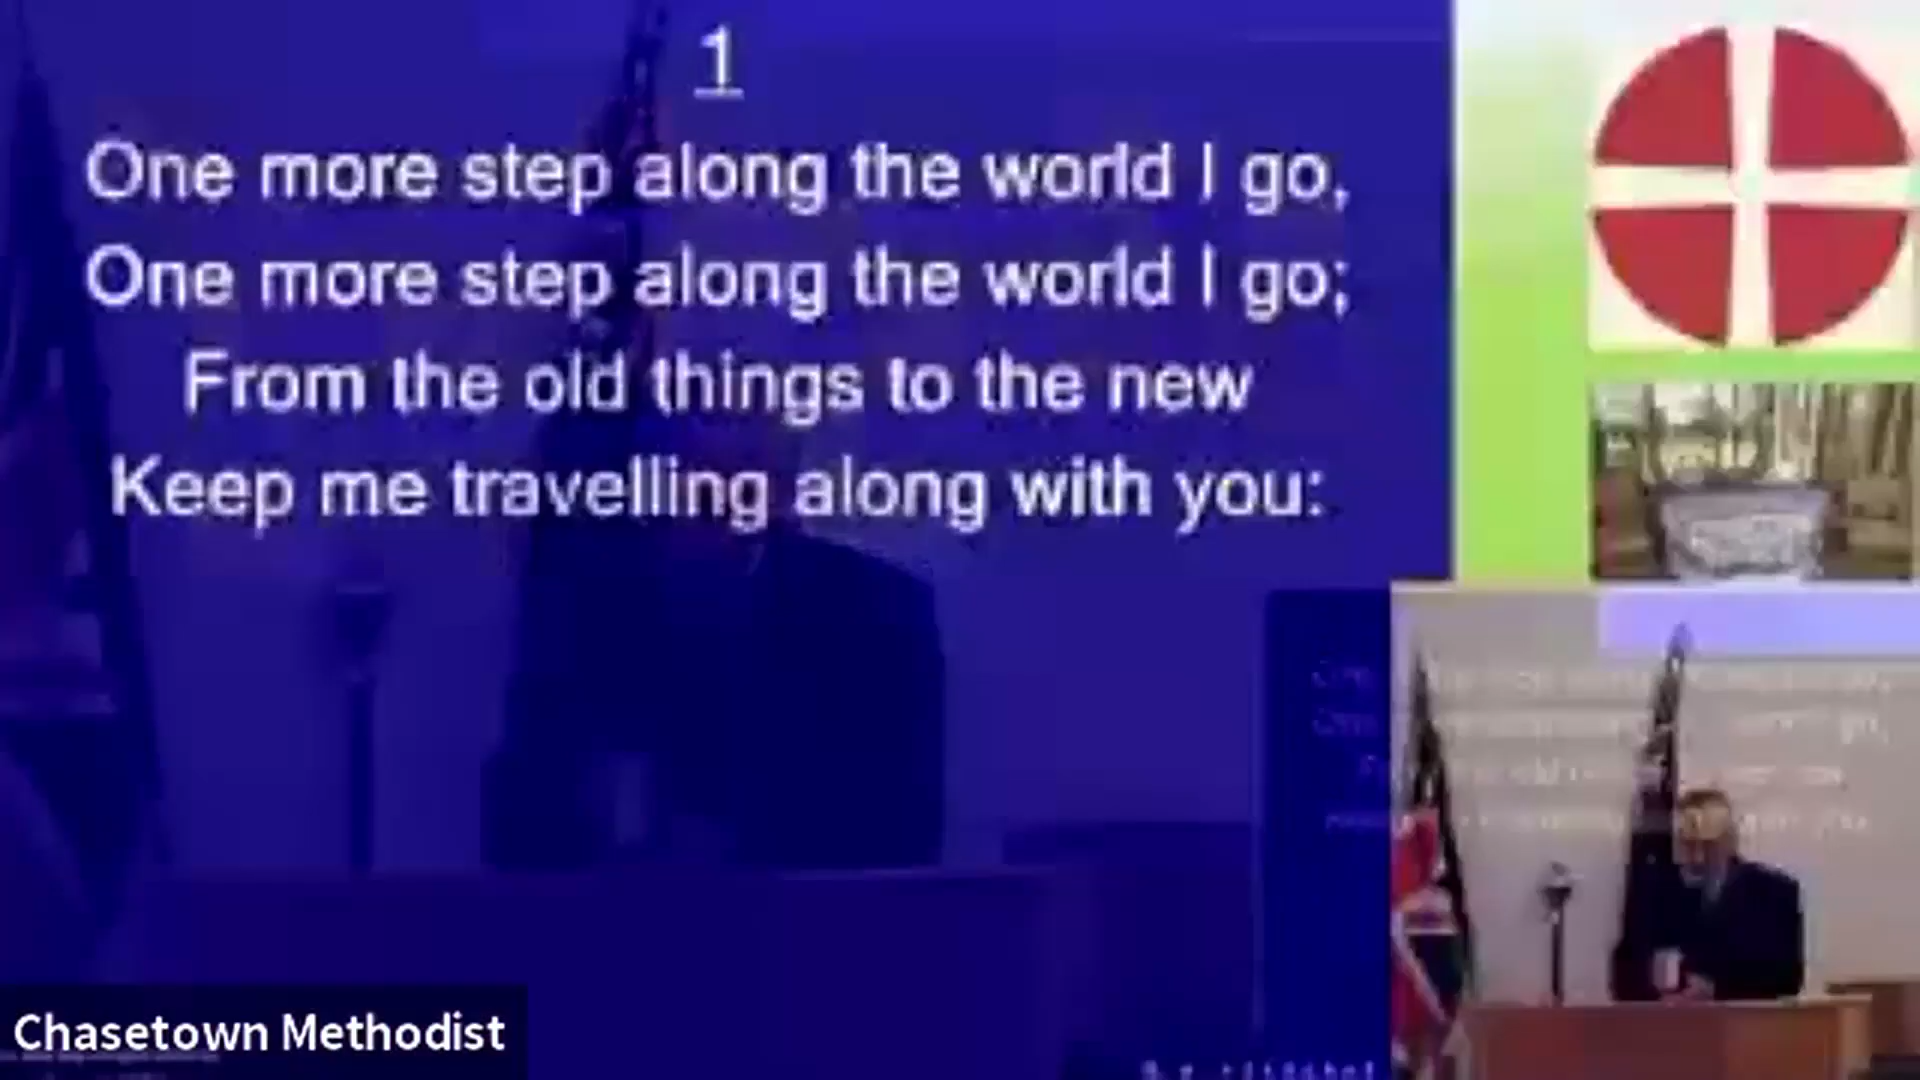 1
One more step along the world I go,
One more step along the world I go;
From the old things to the new
Keep me travelling along with you:
Chasetown Methodist